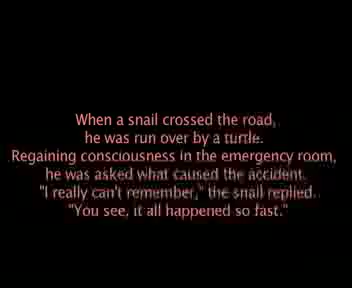 When a snail crossed the road,
he was run over by a turtle.
Regaining consciousness in the emergency room,
he was asked what caused the accident.
"I really can't remember," the snail replied.
"You see, it all happened so fast."